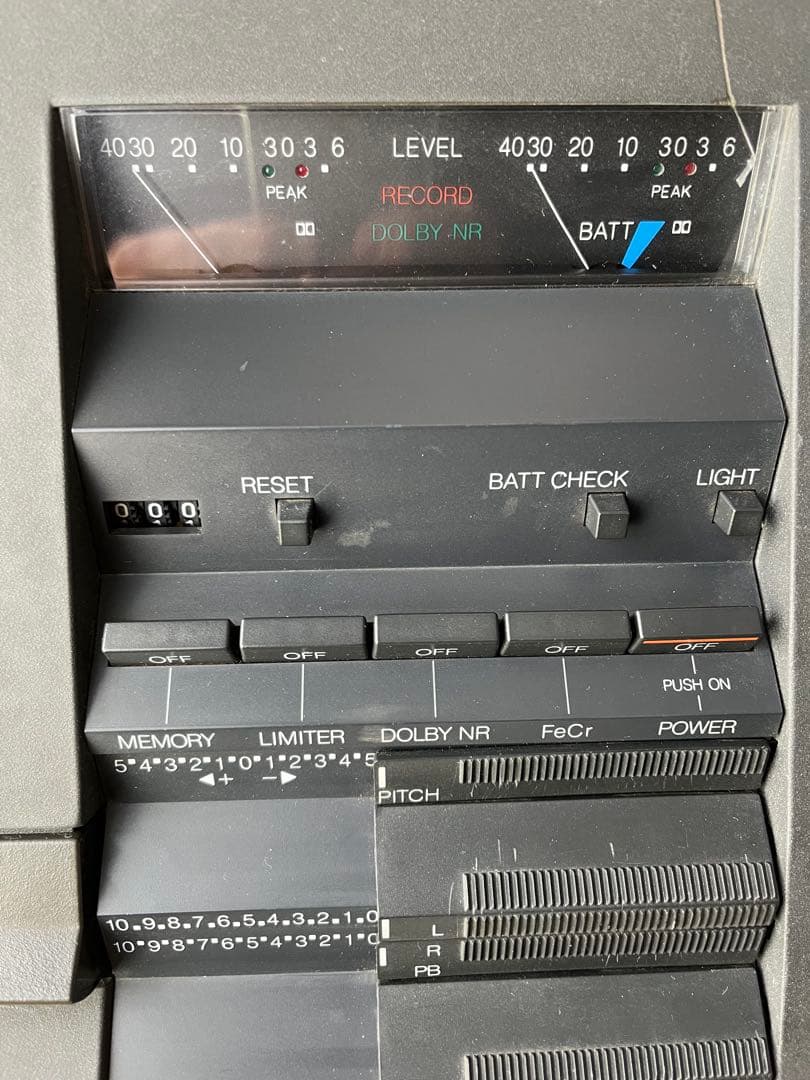 40 30 20 10 3 0 3 6 LEVEL 40 30 20 10 3 0 3 6
PEAK RECORD PEAK
DOLBY NR BATT
RESET BATT CHECK LIGHT
0 0 0
OFF OFF OFF OFF OFF
PUSH ON
MEMORY LIMITER DOLBY NR FeCr POWER
5 4 3 2 1 0 1 2 3 4 5
◀+ −▶
PITCH
10 9 8 7 6 5 4 3 2 1 0 L
10 9 8 7 6 5 4 3 2 1 0 R
PB